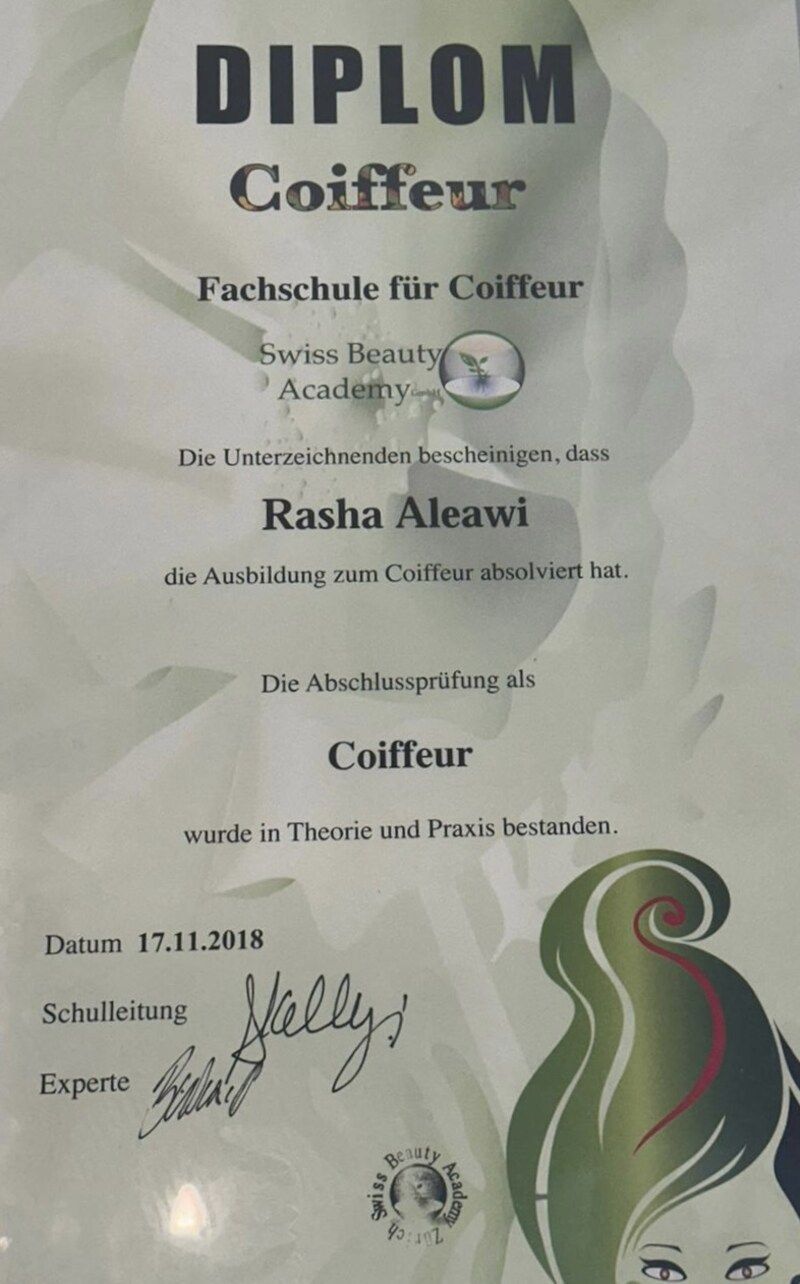 DIPLOM
Coiffeur
Fachschule für Coiffeur
Swiss Beauty
Academy
Die Unterzeichnenden bescheinigen, dass
Rasha Aleawi
die Ausbildung zum Coiffeur absolviert hat.
Die Abschlussprüfung als
Coiffeur
wurde in Theorie und Praxis bestanden.
Datum 17.11.2018
Schulleitung
Experte
Swiss Beauty Academy Zürich